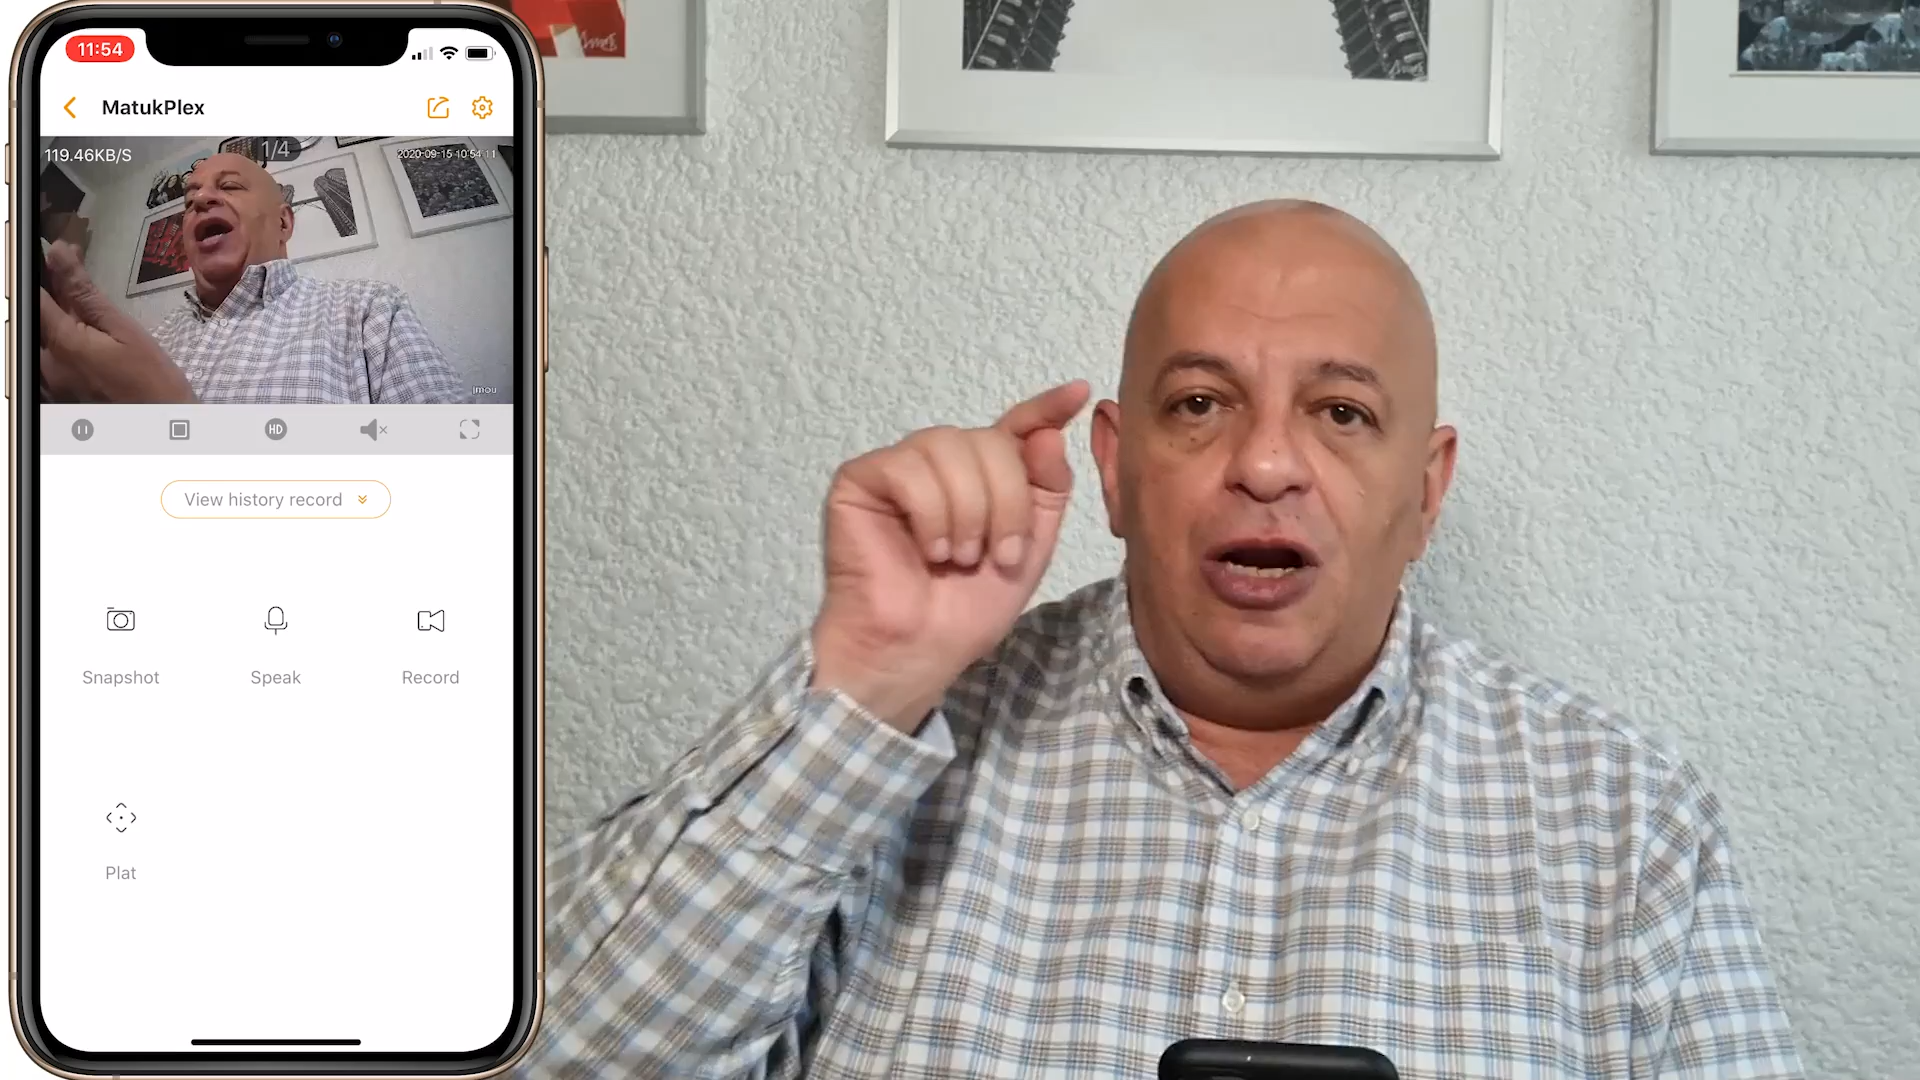 11:54
MatukPlex
119.46KB/S
1/4
2020-09-15 10:54:11
imou
HD
View history record
Snapshot
Speak
Record
Plat